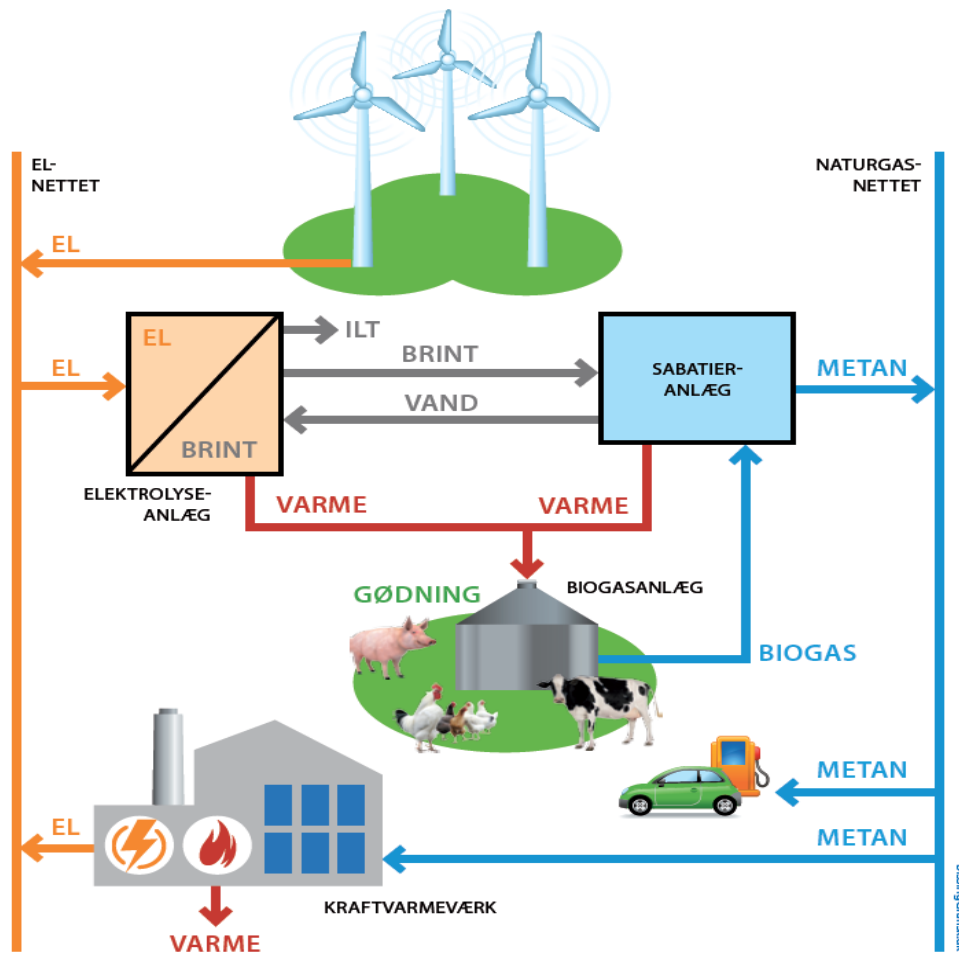 EL-
NETTET
NATURGAS-
NETTET
EL
EL
ILT
BRINT
EL
SABATIER-
ANLÆG
METAN
VAND
BRINT
ELEKTROLYSE-
ANLÆG
VARME
VARME
GØDNING
BIOGASANLÆG
BIOGAS
METAN
EL
METAN
KRAFTVARMEVÆRK
VARME